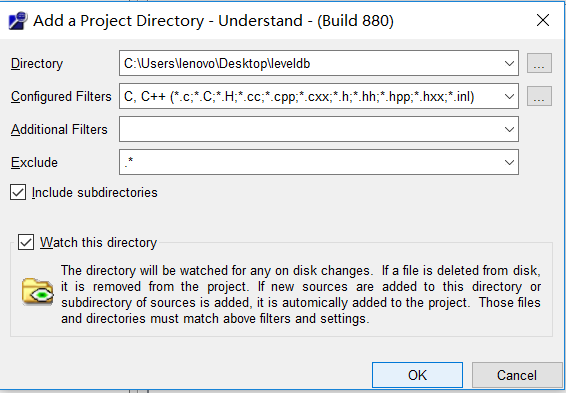 Add a Project Directory - Understand - (Build 880)
Directory
C:\Users\lenovo\Desktop\leveldb
...
Configured Filters
C, C++ (*.c;*.C;*.H;*.cc;*.cpp;*.cxx;*.h;*.hh;*.hpp;*.hxx;*.inl)
...
Additional Filters
Exclude
.*
Include subdirectories
Watch this directory
The directory will be watched for any on disk changes. If a file is deleted from disk,
it is removed from the project. If new sources are added to this directory or
subdirectory of sources is added, it is automically added to the project. Those files
and directories must match above filters and settings.
OK
Cancel